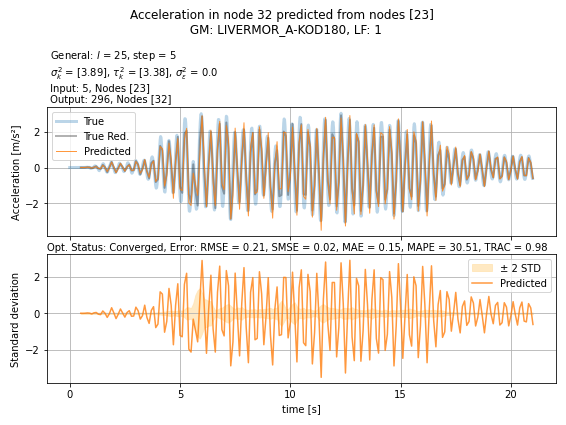 Acceleration in node 32 predicted from nodes [23]
GM: LIVERMOR_A-KOD180, LF: 1
General: l = 25, step = 5
σ²ₖ = [3.89], τ²ₖ = [3.38], σ²ε = 0.0
Input: 5, Nodes [23]
Output: 296, Nodes [32]
Acceleration [m/s²]
2
0
−2
True
True Red.
Predicted
Opt. Status: Converged, Error: RMSE = 0.21, SMSE = 0.02, MAE = 0.15, MAPE = 30.51, TRAC = 0.98
Standard deviation
2
0
−2
± 2 STD
Predicted
0 5 10 15 20
time [s]